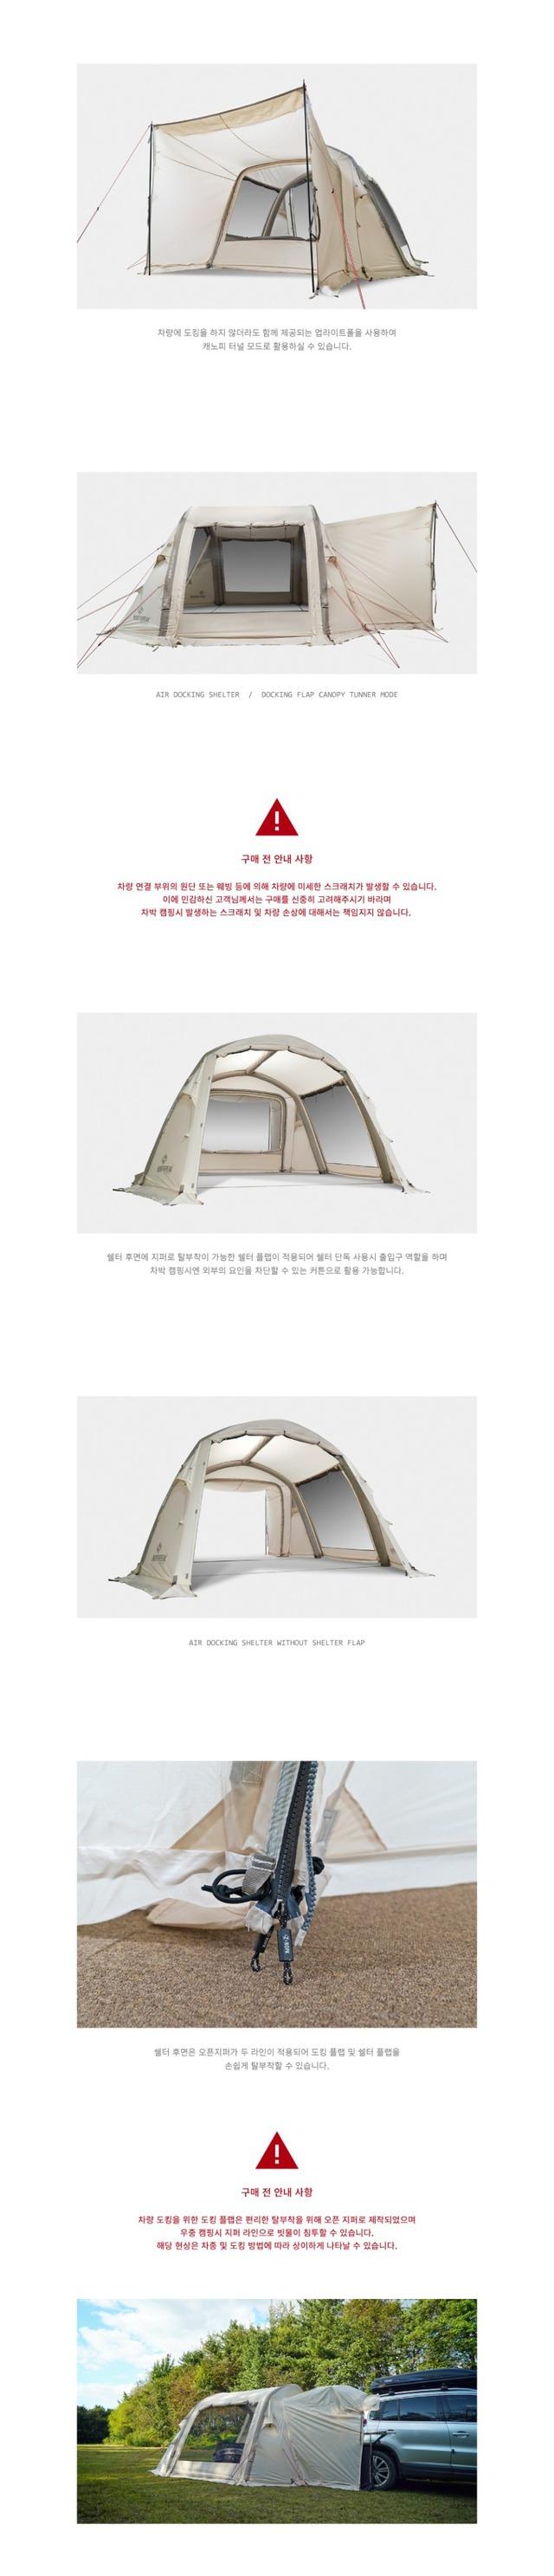 차량에 도킹을 하지 않더라도 함께 제공되는 업라이트폴을 사용하여
캐노피 터널 모드로 활용하실 수 있습니다.
AIR DOCKING SHELTER / DOCKING FLAP CANOPY TUNNER MODE
구매 전 안내 사항
차량 연결 부위의 원단 또는 웨빙 등에 의해 차량에 미세한 스크래치가 발생할 수 있습니다.
이에 민감하신 고객님께서는 구매를 신중히 고려해주시기 바라며
차박 캠핑시 발생하는 스크래치 및 차량 손상에 대해서는 책임지지 않습니다.
쉘터 후면에 지퍼로 탈부착이 가능한 쉘터 플랩이 적용되어 쉘터 단독 사용시 출입구 역할을 하며
차박 캠핑시엔 외부의 요인을 차단할 수 있는 커튼으로 활용 가능합니다.
AIR DOCKING SHELTER WITHOUT SHELTER FLAP
쉘터 후면은 오픈지퍼가 두 라인이 적용되어 도킹 플랩 및 쉘터 플랩을
손쉽게 탈부착할 수 있습니다.
구매 전 안내 사항
차량 도킹을 위한 도킹 플랩은 편리한 탈부착을 위해 오픈 지퍼로 제작되었으며
우중 캠핑시 지퍼 라인으로 빗물이 침투할 수 있습니다.
해당 현상은 차종 및 도킹 방법에 따라 상이하게 나타날 수 있습니다.